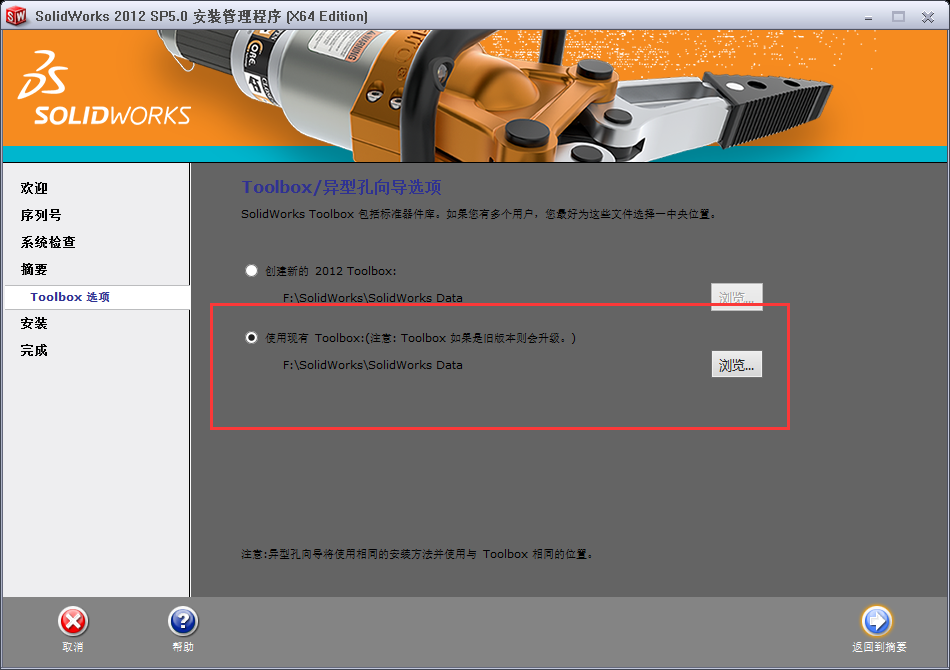 SolidWorks 2012 SP5.0 安装管理程序 (X64 Edition)
SOLIDWORKS
欢迎
序列号
系统检查
摘要
Toolbox 选项
安装
完成
Toolbox/异型孔向导选项
SolidWorks Toolbox 包括标准器件库。如果您有多个用户，您最好为这些文件选择一中央位置。
创建新的 2012 Toolbox:
F:\SolidWorks\SolidWorks Data
浏览...
使用现有 Toolbox:(注意: Toolbox 如果是旧版本则会升级。)
F:\SolidWorks\SolidWorks Data
浏览...
注意:异型孔向导将使用相同的安装方法并使用与 Toolbox 相同的位置。
取消
帮助
返回到摘要